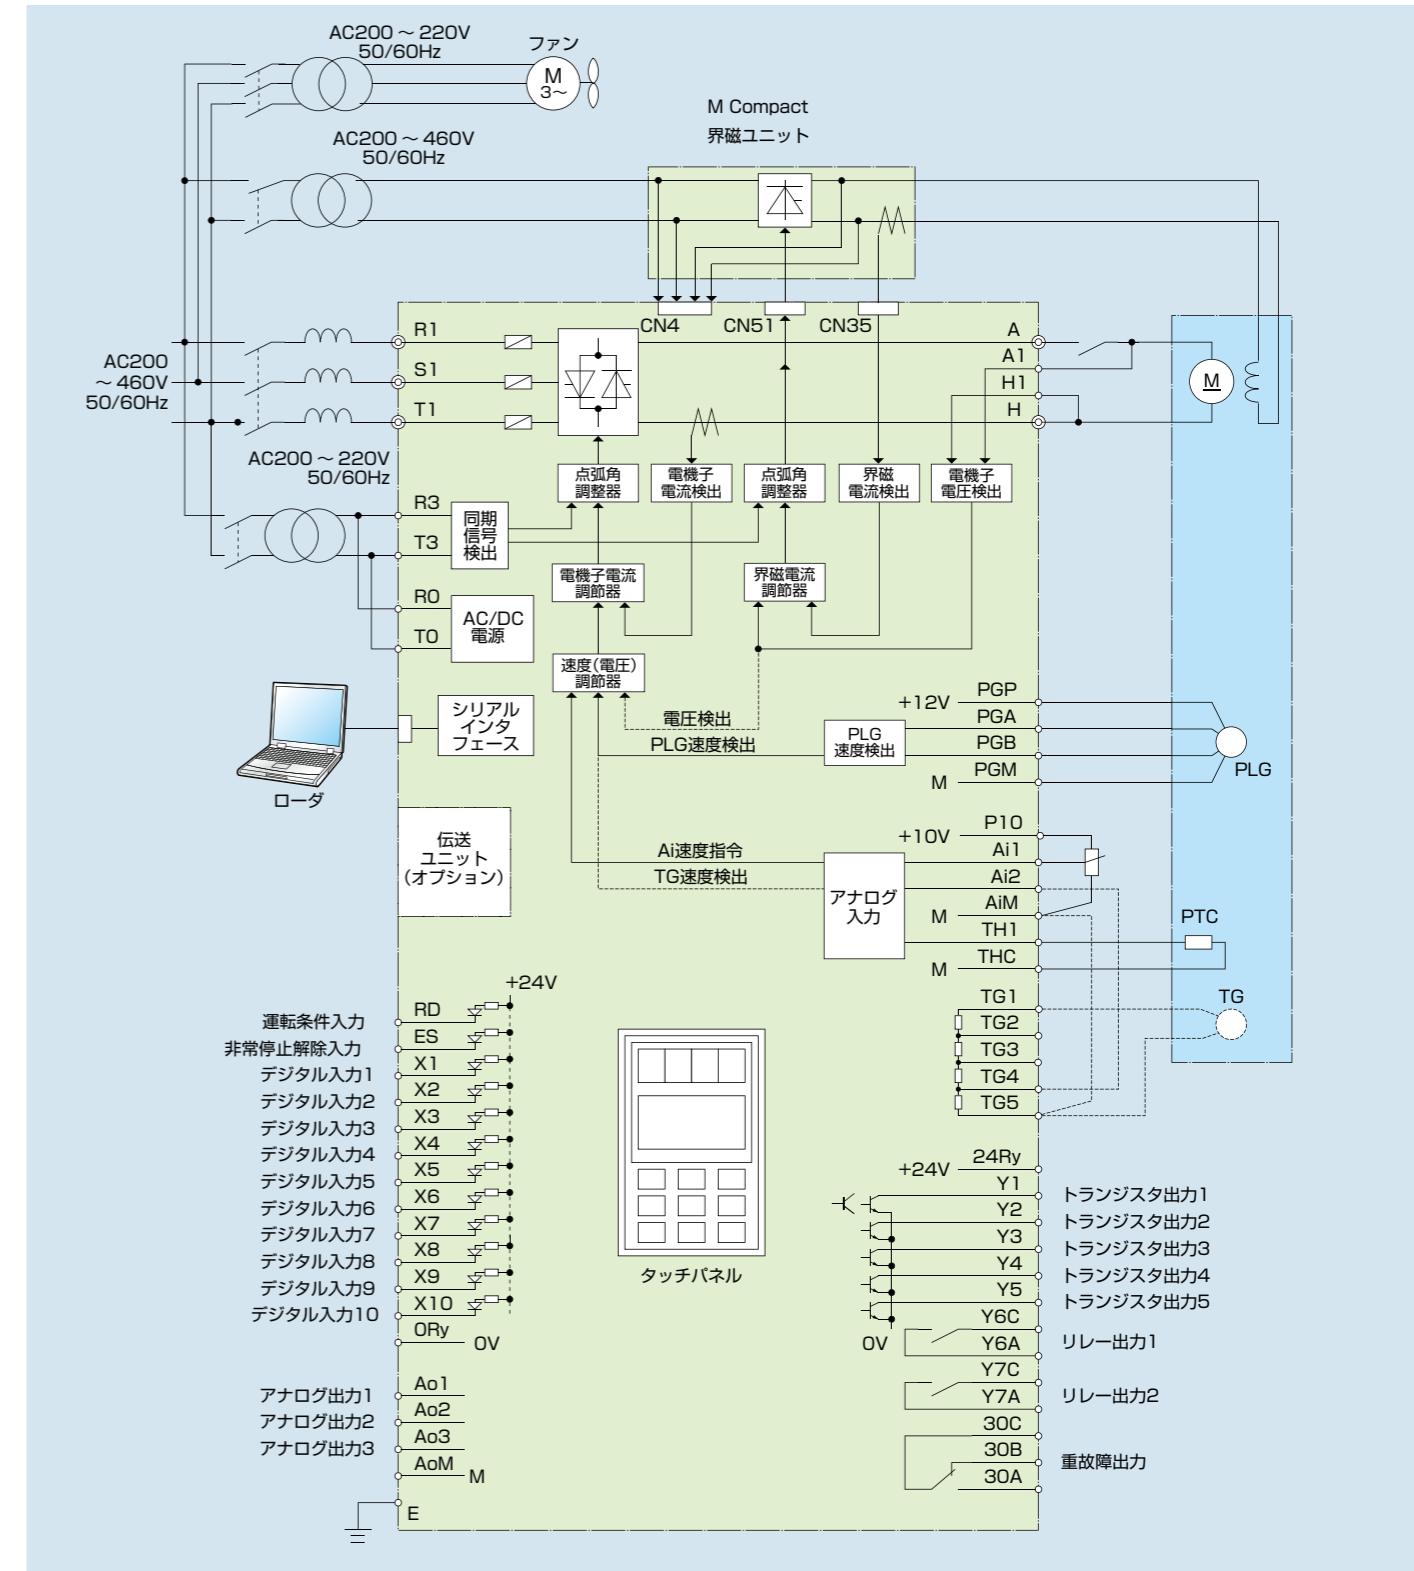 AC200～220V
50/60Hz
ファン
M
3～
M Compact
界磁ユニット
AC200～460V
50/60Hz
CN4
CN51
CN35
AC200
～460V
50/60Hz
R1
S1
T1
A
A1
H1
H
M
AC200～220V
50/60Hz
点弧角
調整器
電機子
電流検出
点弧角
調整器
界磁
電流検出
電機子
電圧検出
R3
T3
同期
信号
検出
電機子電流
調節器
界磁電流
調節器
R0
T0
AC/DC
電源
速度(電圧)
調節器
シリアル
インタ
フェース
ローダ
電圧検出
PLG速度検出
PLG
速度検出
+12V
PGP
PGA
PGB
M
PGM
PLG
伝送
ユニット
(オプション)
Ai速度指令
TG速度検出
アナログ
入力
+10V
P10
Ai1
Ai2
M
AiM
TH1
M
THC
PTC
TG
TG1
TG2
TG3
TG4
TG5
+24V
運転条件入力
RD
非常停止解除入力
ES
デジタル入力1
X1
デジタル入力2
X2
デジタル入力3
X3
デジタル入力4
X4
デジタル入力5
X5
デジタル入力6
X6
デジタル入力7
X7
デジタル入力8
X8
デジタル入力9
X9
デジタル入力10
X10
0Ry
0V
アナログ出力1
Ao1
アナログ出力2
Ao2
アナログ出力3
Ao3
AoM
M
E
タッチパネル
+24V
24Ry
Y1
トランジスタ出力1
Y2
トランジスタ出力2
Y3
トランジスタ出力3
Y4
トランジスタ出力4
Y5
トランジスタ出力5
0V
Y6C
Y6A
リレー出力1
Y7C
Y7A
リレー出力2
30C
30B
30A
重故障出力